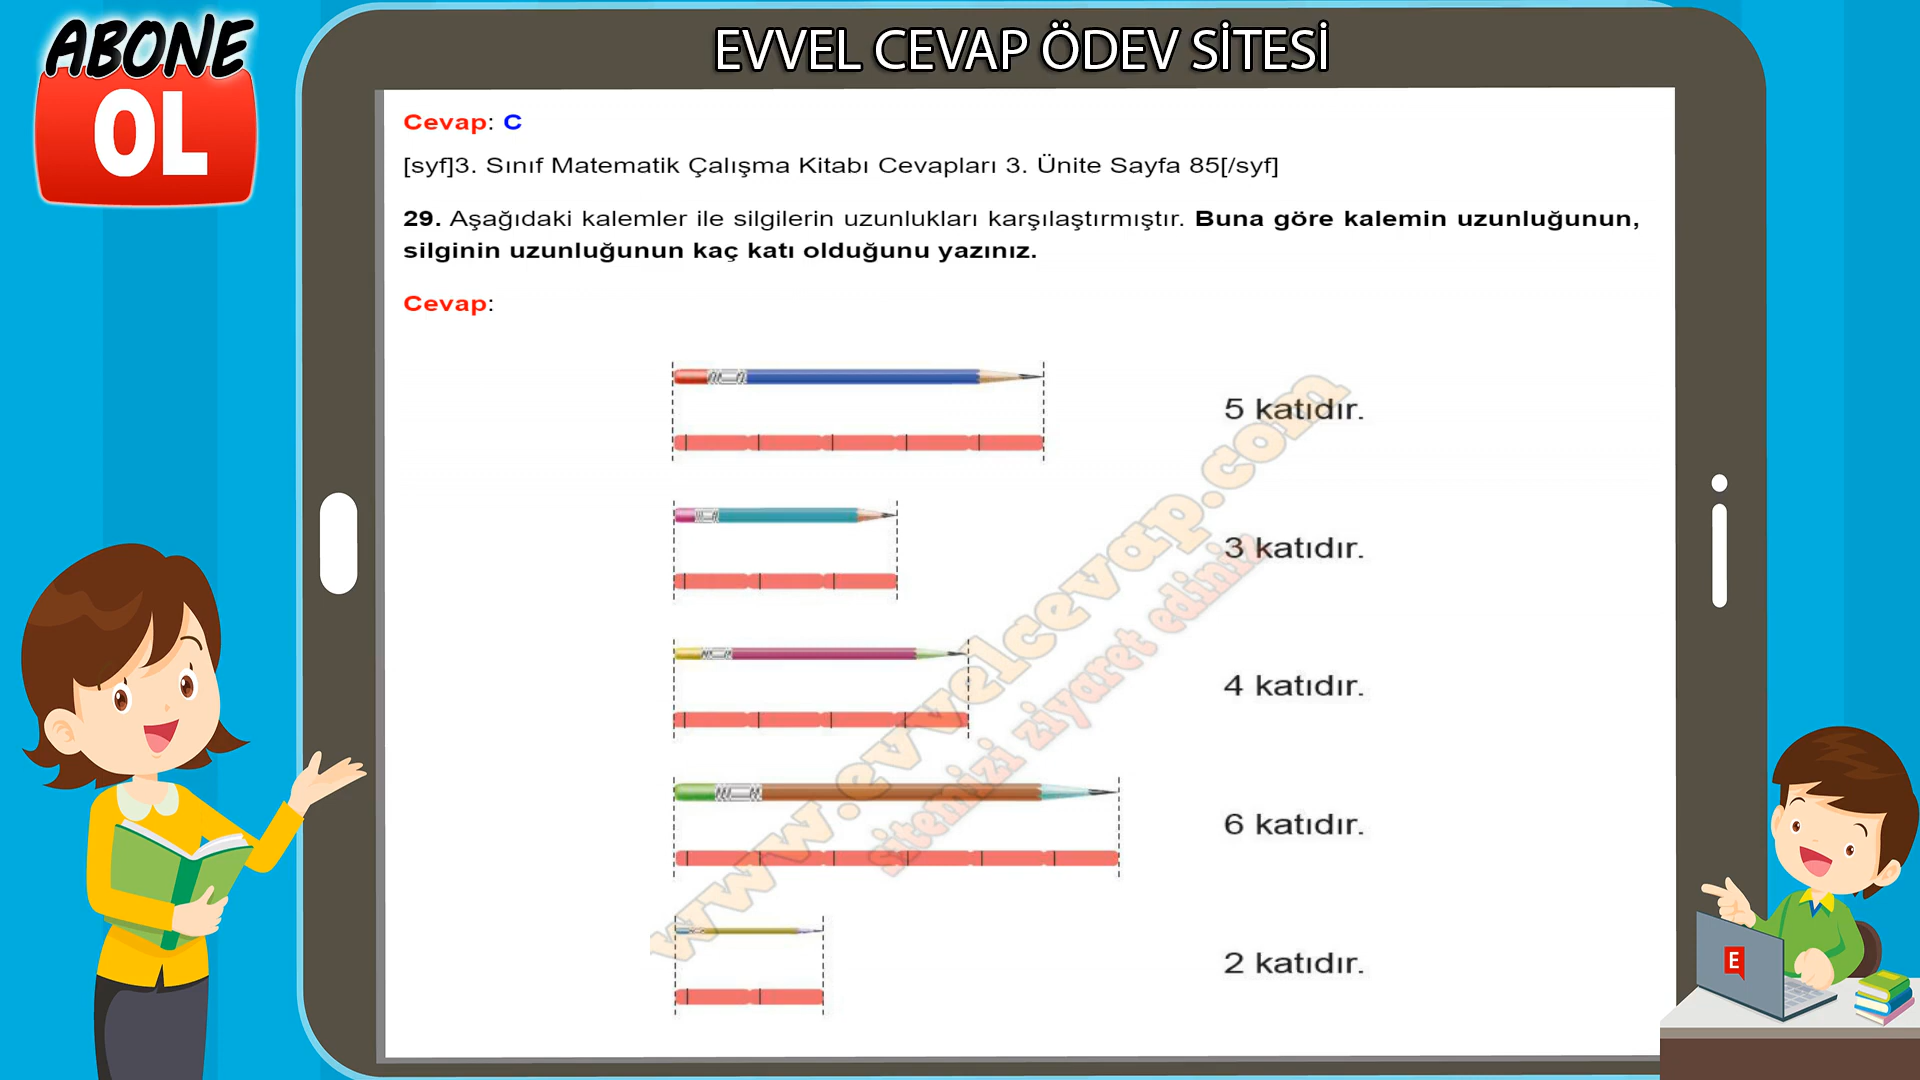 ABONE
OL
EVVEL CEVAP ÖDEV SİTESİ
Cevap: C
[syf]3. Sınıf Matematik Çalışma Kitabı Cevapları 3. Ünite Sayfa 85[/syf]
29. Aşağıdaki kalemler ile silgilerin uzunlukları karşılaştırmıştır. Buna göre kalemin uzunluğunun,
silginin uzunluğunun kaç katı olduğunu yazınız.
Cevap:
5 katıdır.
3 katıdır.
4 katıdır.
6 katıdır.
2 katıdır.
www.evvelcevap.com
sitemizi ziyaret ediniz
E